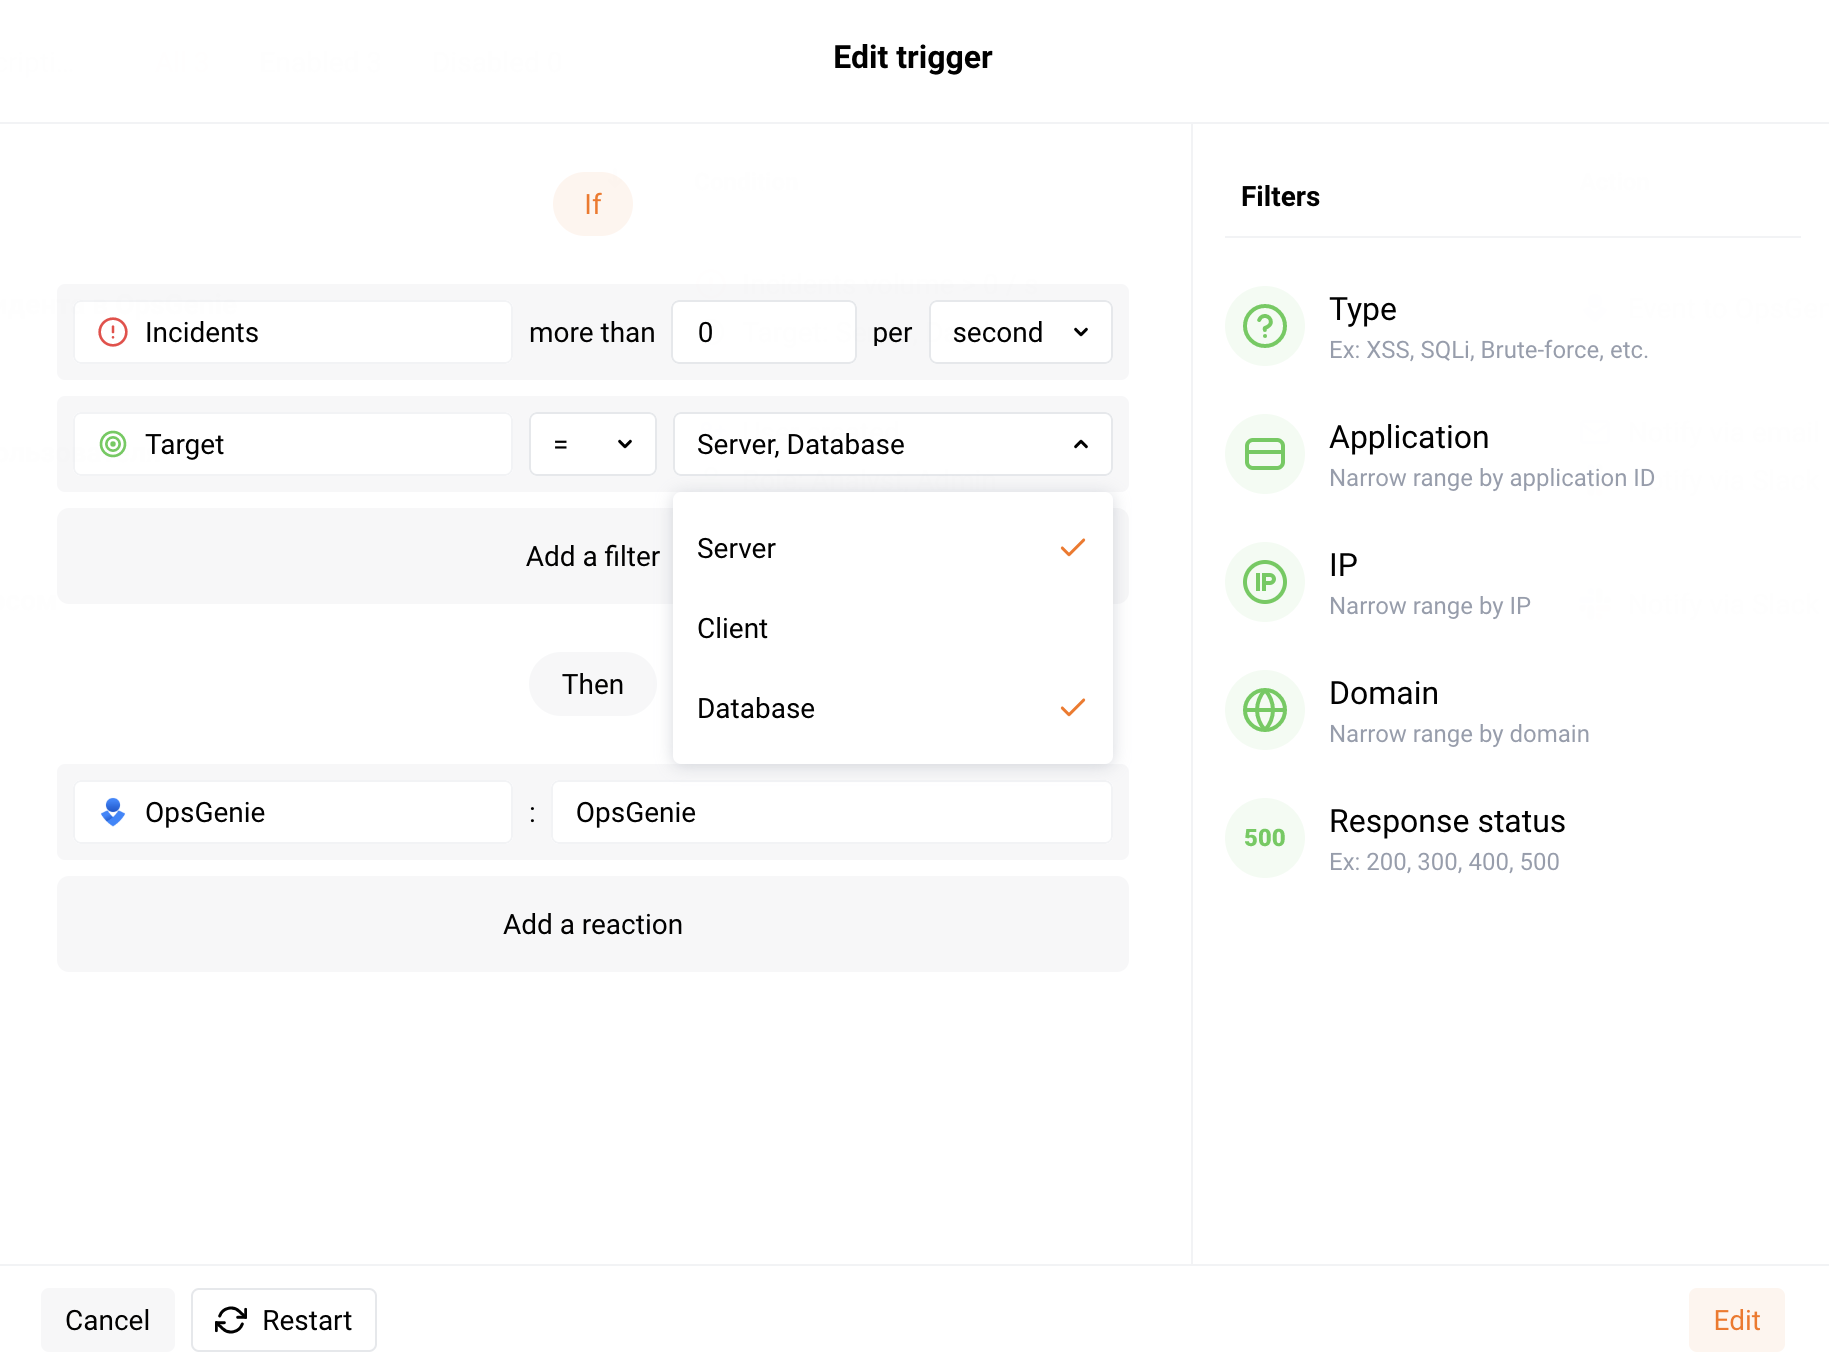 Edit trigger
If
Incidents more than 0 per second
Target = Server, Database
Add a filter
Server
Client
Database
Then
OpsGenie : OpsGenie
Add a reaction
Filters
Type
Ex: XSS, SQLi, Brute-force, etc.
Application
Narrow range by application ID
IP
IP
Narrow range by IP
Domain
Narrow range by domain
500
Response status
Ex: 200, 300, 400, 500
Cancel
Restart
Edit